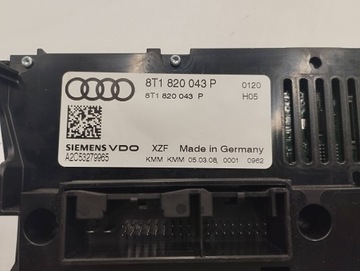 8T1 820 043 P 0120
8T1 820 043 P H05
SIEMENS VDO XZF Made in Germany
A2C53279965 KMM KMM 05.03.08, 0001 0962